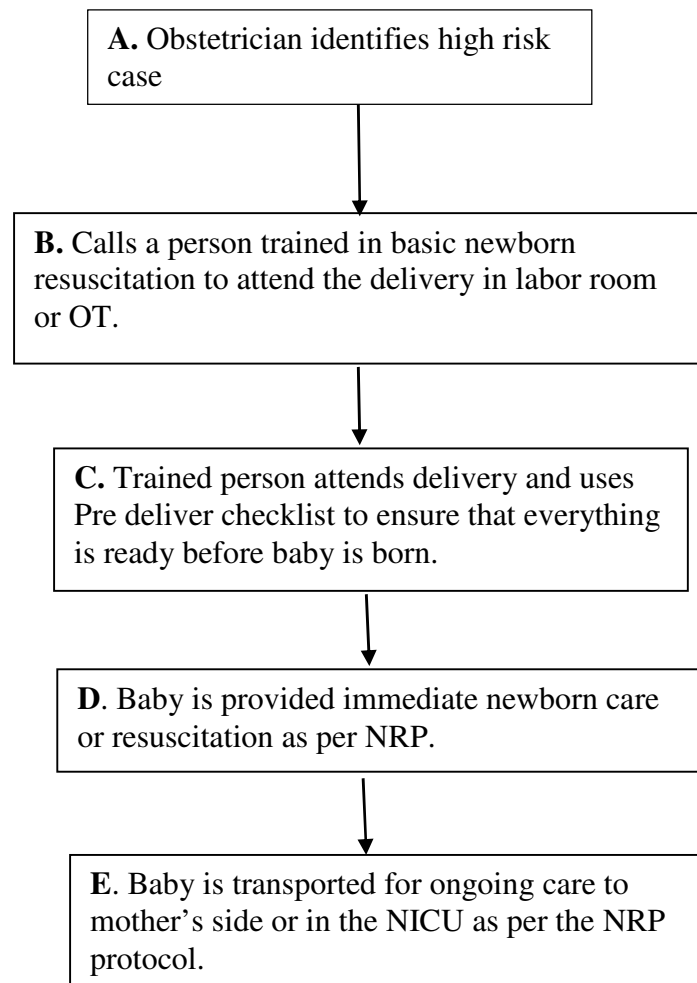 A. Obstetrician identifies high risk
case
B. Calls a person trained in basic newborn
resuscitation to attend the delivery in labor room
or OT.
C. Trained person attends delivery and uses
Pre deliver checklist to ensure that everything
is ready before baby is born.
D. Baby is provided immediate newborn care
or resuscitation as per NRP.
E. Baby is transported for ongoing care to
mother’s side or in the NICU as per the NRP
protocol.